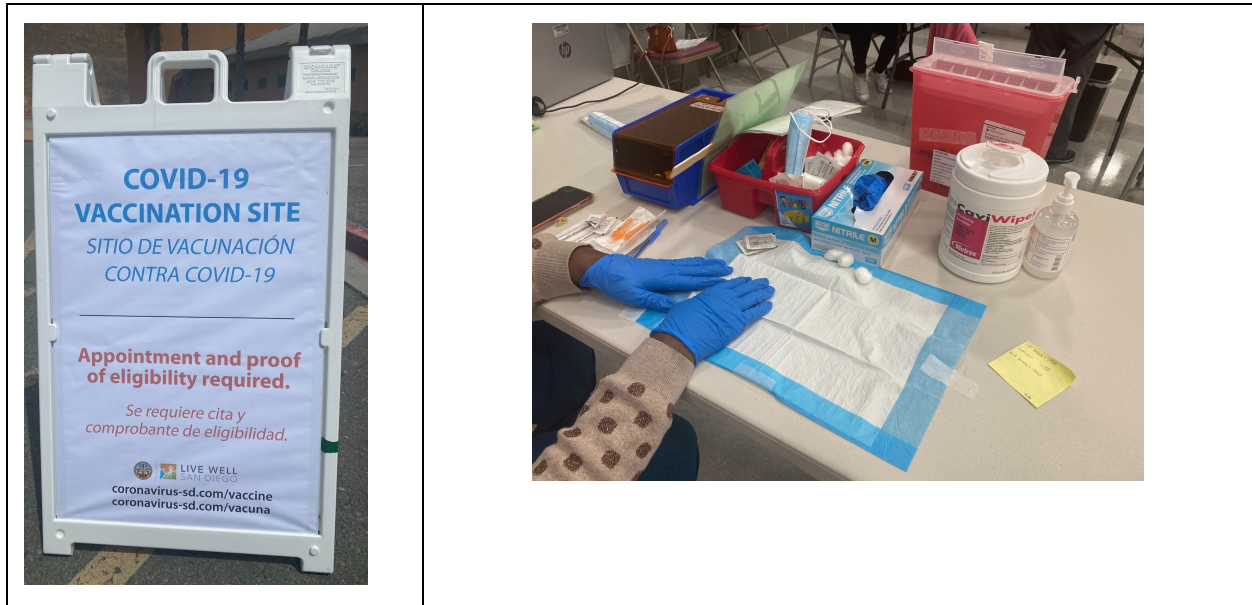 COVID-19
VACCINATION SITE
SITIO DE VACUNACIÓN
CONTRA COVID-19
Appointment and proof
of eligibility required.
Se requiere cita y
comprobante de eligibilidad.
LIVE WELL
SAN DIEGO
coronavirus-sd.com/vaccine
coronavirus-sd.com/vacuna
hp
NITRILE
NITRILE
M
CaviWipes
Metrex